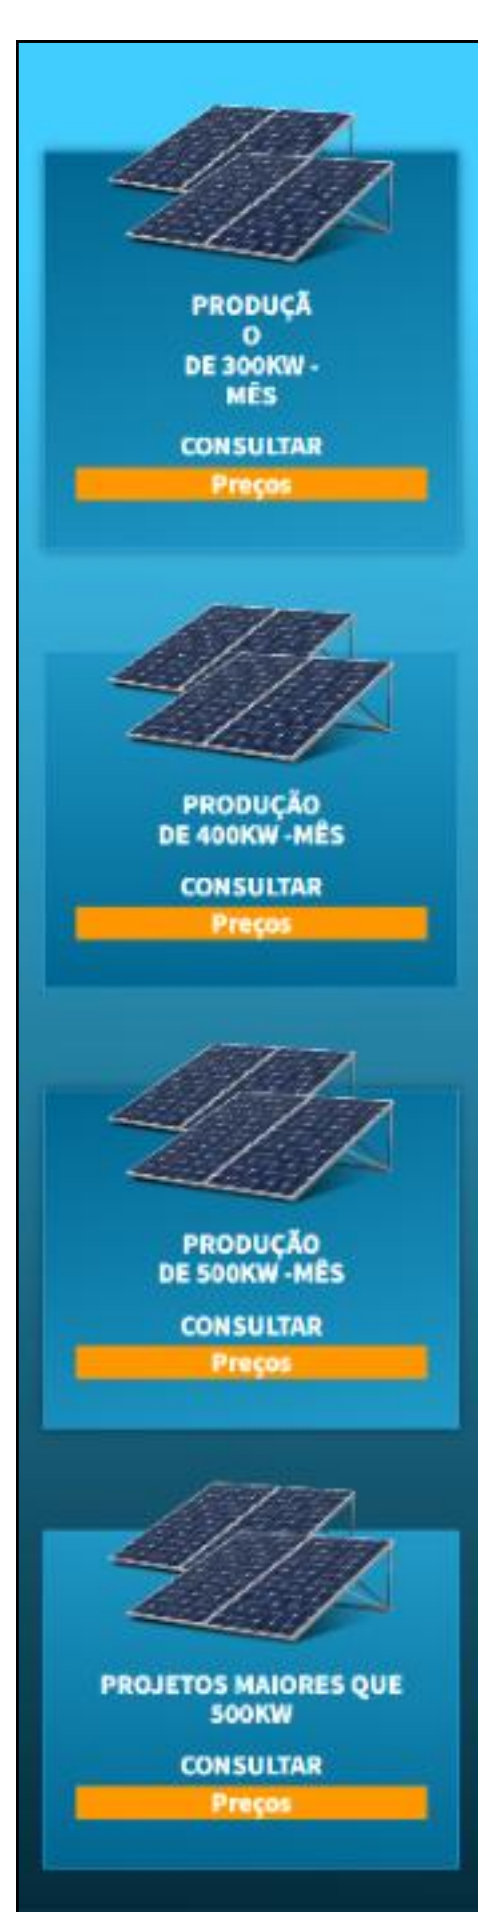 PRODUÇÃ
O
DE 300KW -
MÊS
CONSULTAR
Preços
PRODUÇÃO
DE 400KW -MÊS
CONSULTAR
Preços
PRODUÇÃO
DE 500KW -MÊS
CONSULTAR
Preços
PROJETOS MAIORES QUE
500KW
CONSULTAR
Preços